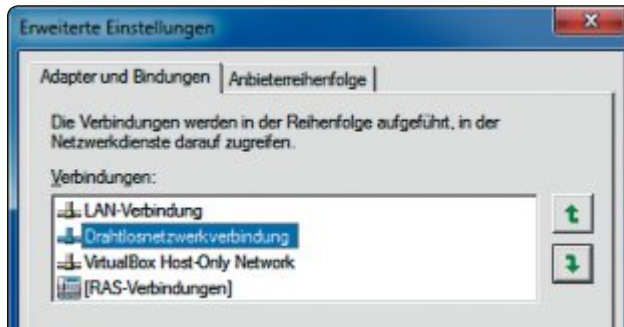 Erweiterte Einstellungen
Adapter und Bindungen
Anbieterreihenfolge
Die Verbindungen werden in der Reihenfolge aufgeführt, in der
Netzwerkdienste darauf zugreifen.
Verbindungen:
LAN-Verbindung
Drahtlosnetzwerkverbindung
VirtualBox Host-Only Network
[RAS-Verbindungen]